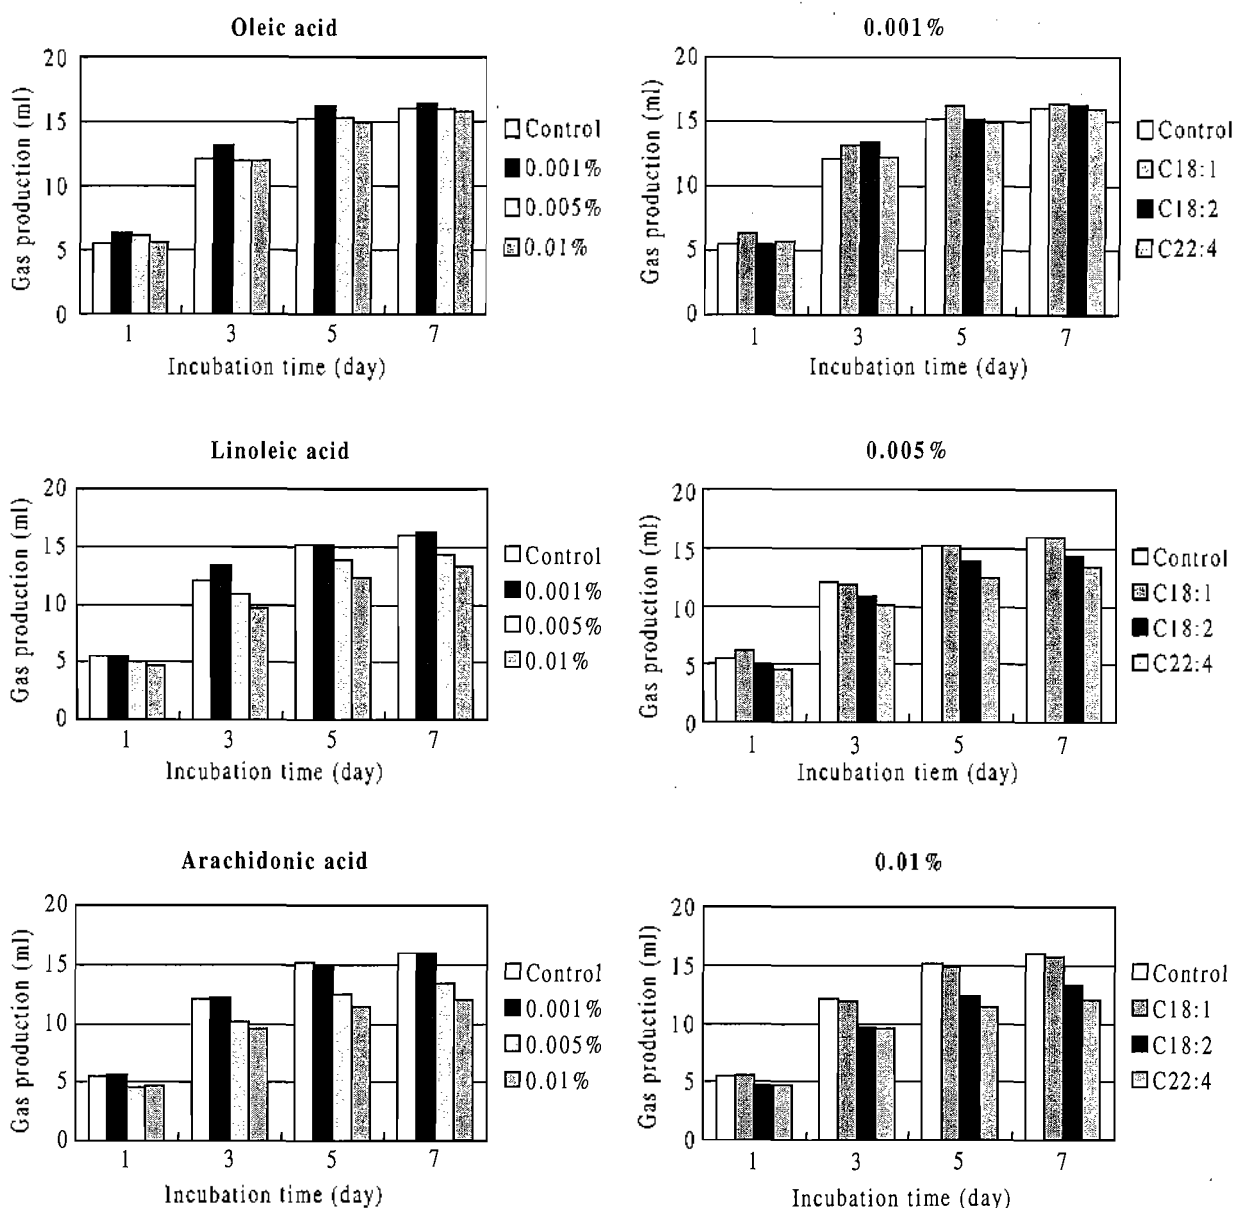 Oleic acid
Gas production (ml)
20
15
10
5
0
1 3 5 7
Incubation time (day)
Control
0.001%
0.005%
0.01%
0.001%
Gas production (ml)
20
15
10
5
0
1 3 5 7
Incubation time (day)
Control
C18:1
C18:2
C22:4
Linoleic acid
Gas production (ml)
20
15
10
5
0
1 3 5 7
Incubation time (day)
Control
0.001%
0.005%
0.01%
0.005%
Gas production (ml)
20
15
10
5
0
1 3 5 7
Incubation tiem (day)
Control
C18:1
C18:2
C22:4
Arachidonic acid
Gas production (ml)
20
15
10
5
0
1 3 5 7
Incubation time (day)
Control
0.001%
0.005%
0.01%
0.01%
Gas production (ml)
20
15
10
5
0
1 3 5 7
Incubation time (day)
Control
C18:1
C18:2
C22:4